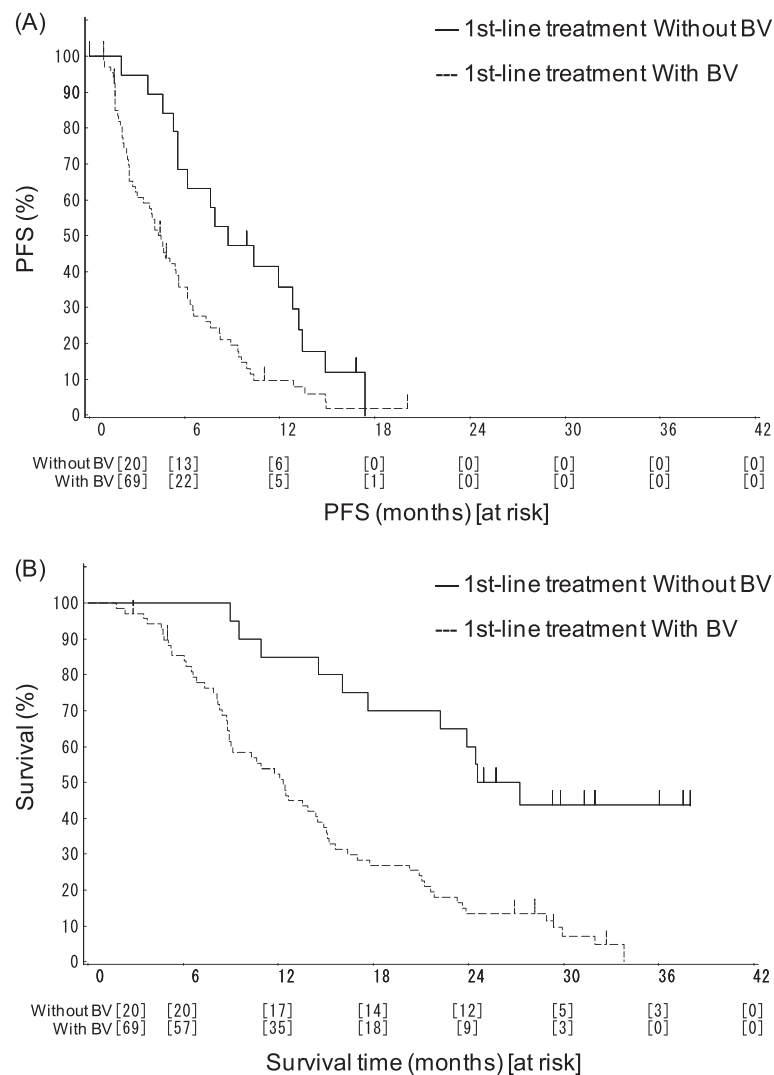 (A)
1st-line treatment Without BV
1st-line treatment With BV
100
90
80
70
60
50
40
30
20
10
0
PFS (%)
0 6 12 18 24 30 36 42
Without BV [20] [13] [6] [0] [0] [0] [0] [0]
With BV [69] [22] [5] [1] [0] [0] [0] [0]
PFS (months) [at risk]
(B)
1st-line treatment Without BV
1st-line treatment With BV
100
90
80
70
60
50
40
30
20
10
0
Survival (%)
0 6 12 18 24 30 36 42
Without BV [20] [20] [17] [14] [12] [5] [3] [0]
With BV [69] [57] [35] [18] [9] [3] [0] [0]
Survival time (months) [at risk]